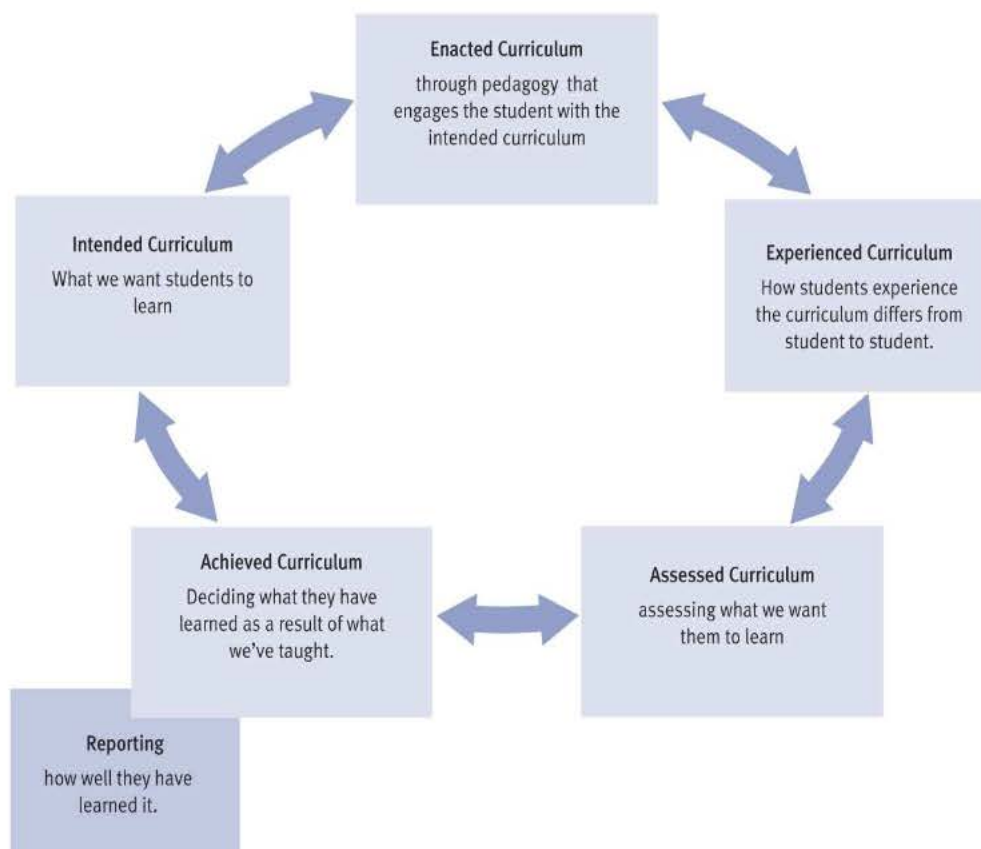 Enacted Curriculum
through pedagogy that
engages the student with the
intended curriculum
Intended Curriculum
What we want students to
learn
Experienced Curriculum
How students experience
the curriculum differs from
student to student.
Achieved Curriculum
Deciding what they have
learned as a result of what
we've taught.
Assessed Curriculum
assessing what we want
them to learn
Reporting
how well they have
learned it.